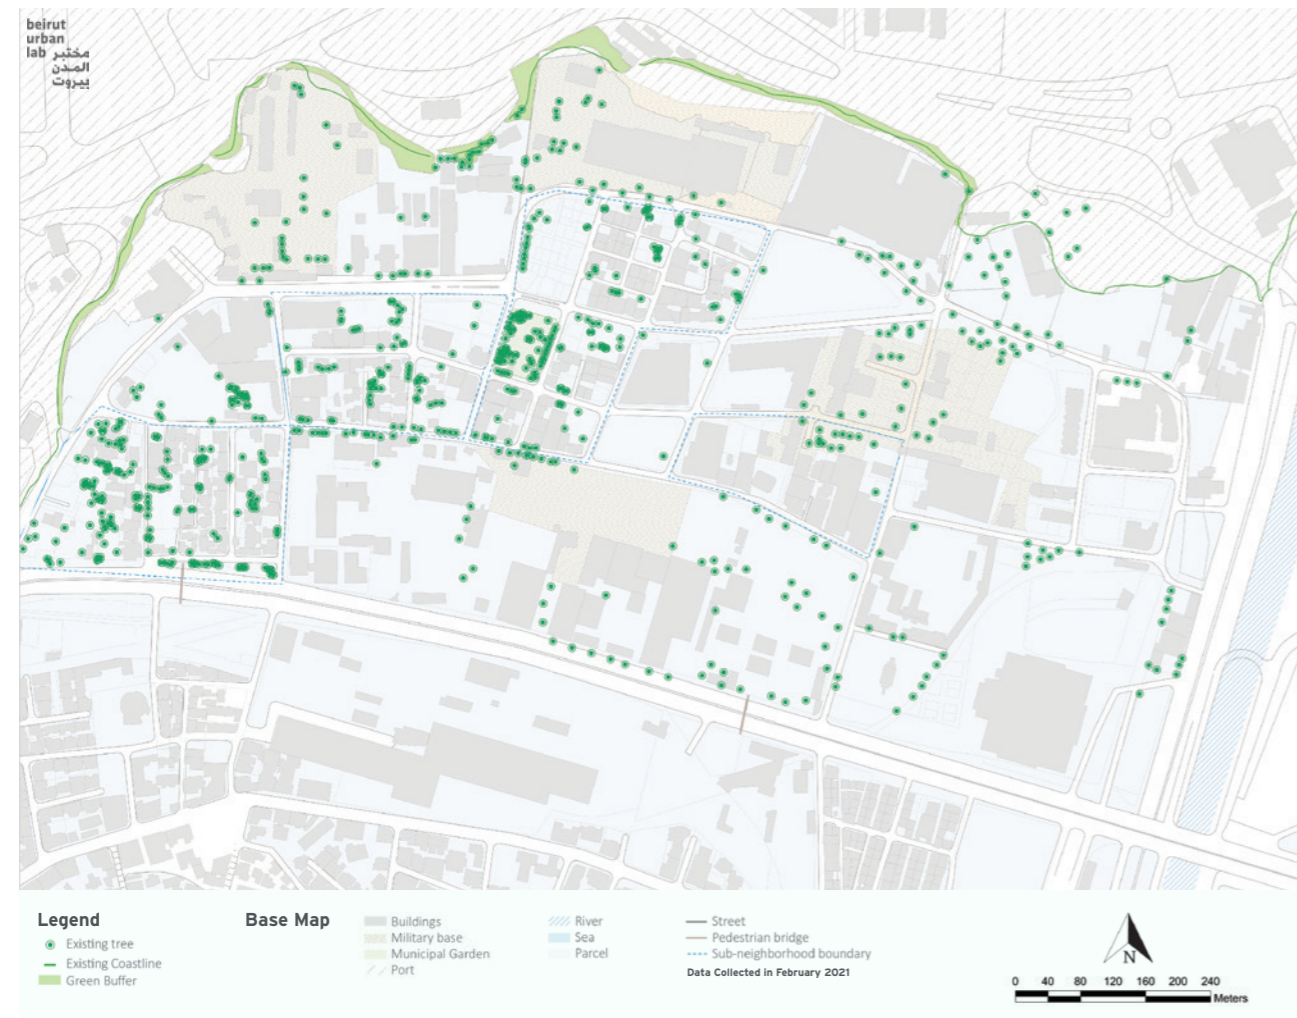 beirut
urban
lab مختبر
المدن
بيروت
Legend
Existing tree
Existing Coastline
Green Buffer
Base Map
Buildings
Military base
Municipal Garden
Port
River
Sea
Parcel
Street
Pedestrian bridge
Sub-neighborhood boundary
Data Collected in February 2021
N
0 40 80 120 160 200 240
Meters